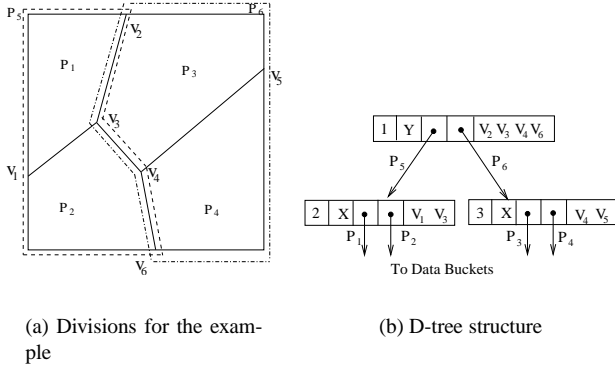 P5
P6
V2
P1
P3
V5
V3
V1
V4
P2
P4
V6
1 Y V2 V3 V4 V6
P5
P6
2 X V1 V3
3 X V4 V5
P1
P2
P3
P4
To Data Buckets
(a) Divisions for the exam-
ple
(b) D-tree structure